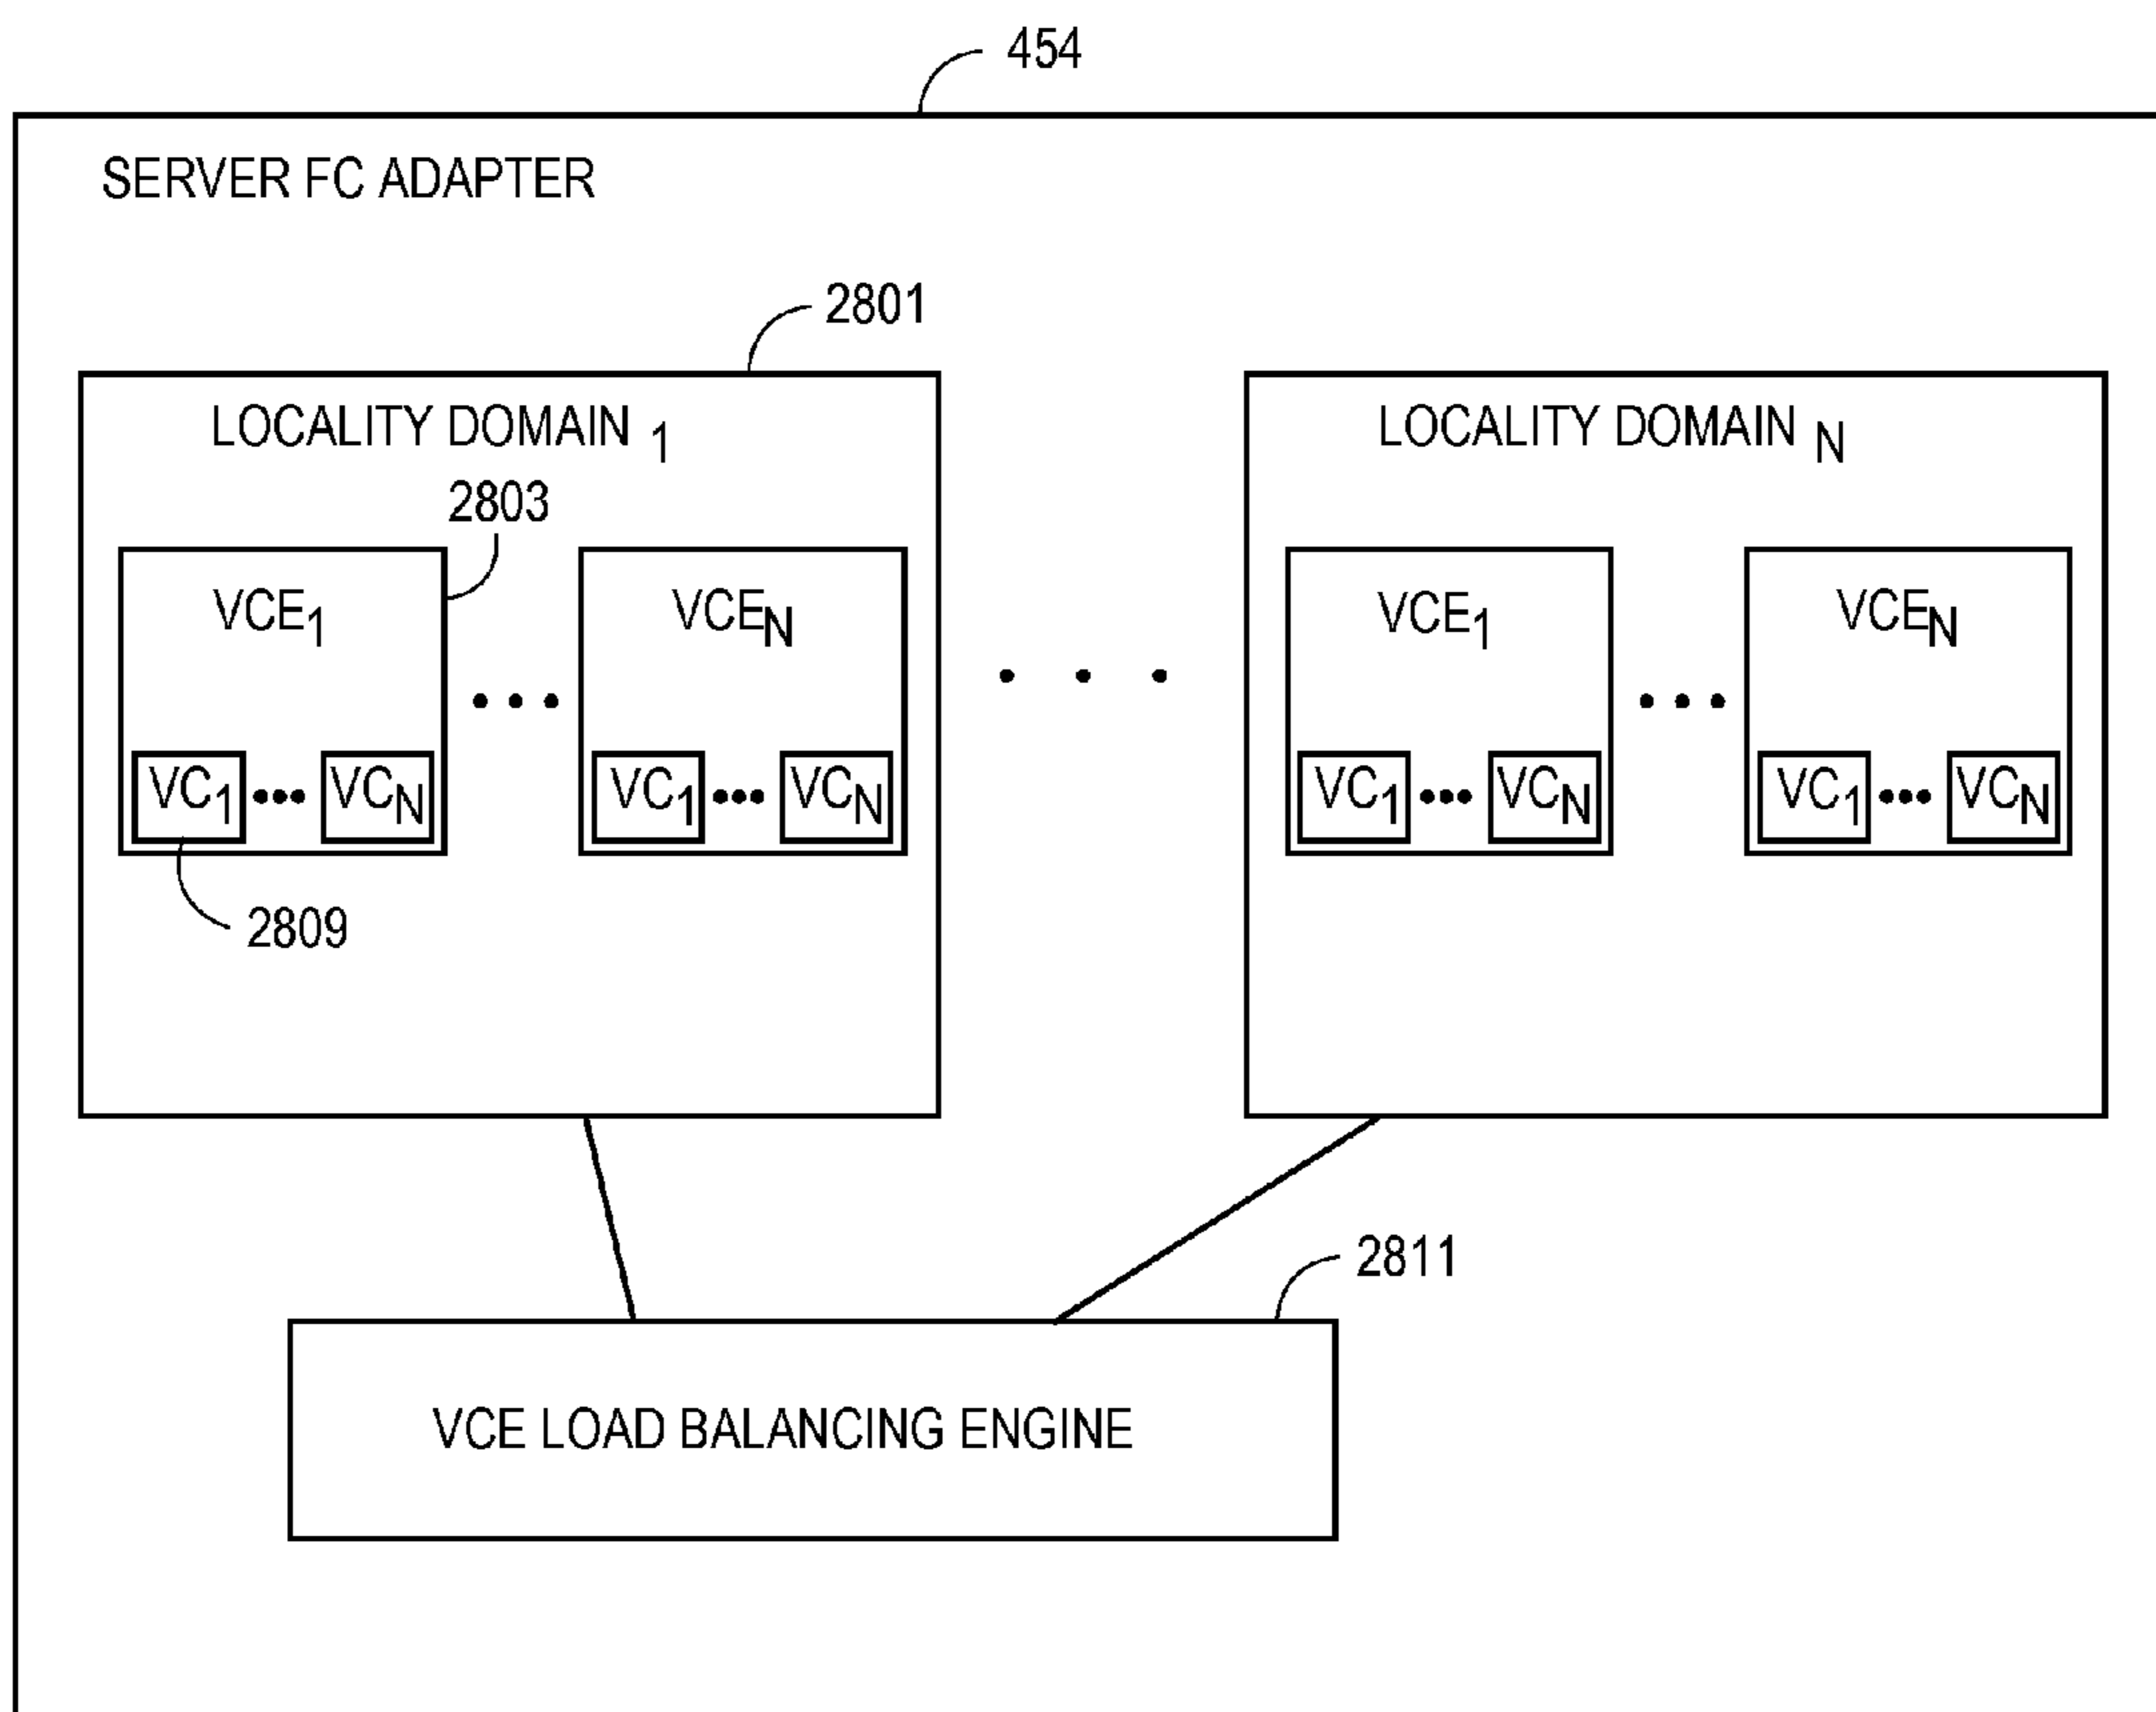 454
SERVER FC ADAPTER
2801
LOCALITY DOMAIN 1
LOCALITY DOMAIN N
2803
VCE1
VCEN
VCE1
VCEN
VC1
VCN
VC1
VCN
VC1
VCN
VC1
VCN
2809
2811
VCE LOAD BALANCING ENGINE